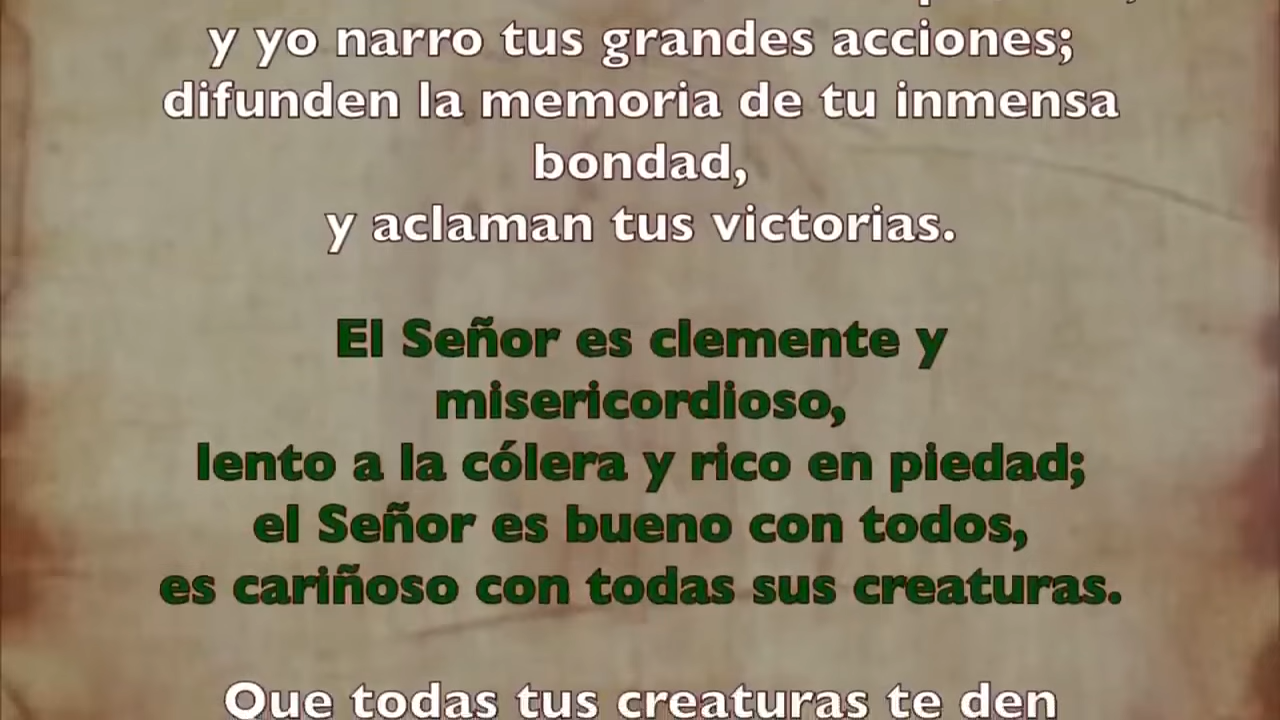 y yo narro tus grandes acciones;
difunden la memoria de tu inmensa
bondad,
y aclaman tus victorias.
El Señor es clemente y
misericordioso,
lento a la cólera y rico en piedad;
el Señor es bueno con todos,
es cariñoso con todas sus creaturas.
Que todas tus creaturas te den